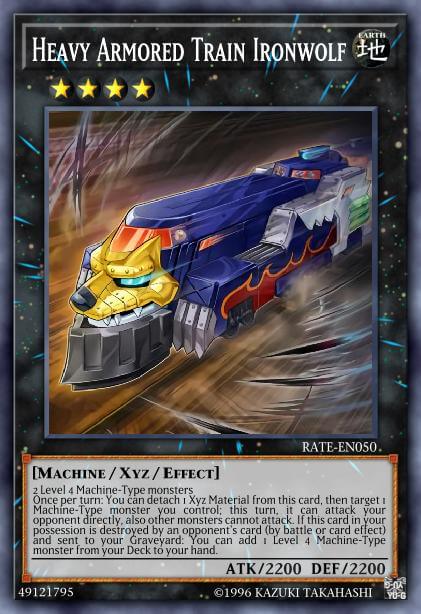 HEAVY ARMORED TRAIN IRONWOLF
EARTH
地
RATE-EN050
[MACHINE / XYZ / EFFECT]
2 Level 4 Machine-Type monsters
Once per turn: You can detach 1 Xyz Material from this card, then target 1
Machine-Type monster you control; this turn, it can attack your
opponent directly, also other monsters cannot attack. If this card in your
possession is destroyed by an opponent's card (by battle or card effect)
and sent to your Graveyard: You can add 1 Level 4 Machine-Type
monster from your Deck to your hand.
ATK/2200 DEF/2200
49121795
©1996 KAZUKI TAKAHASHI